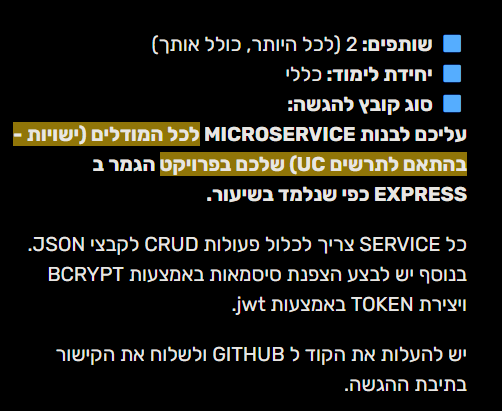 שותפים: 2 (לכל היותר, כולל אותך)
יחידת לימוד: כללי
סוג קובץ להגשה:
עליכם לבנות MICROSERVICE לכל המודלים (ישויות -
בהתאם לתרשים UC) שלכם בפרויקט הגמר ב
EXPRESS כפי שנלמד בשיעור.
כל SERVICE צריך לכלול פעולות CRUD לקבצי JSON.
בנוסף יש לבצע הצפנת סיסמאות באמצעות BCRYPT
ויצירת TOKEN באמצעות jwt.
יש להעלות את הקוד ל GITHUB ולשלוח את הקישור
בתיבת ההגשה.